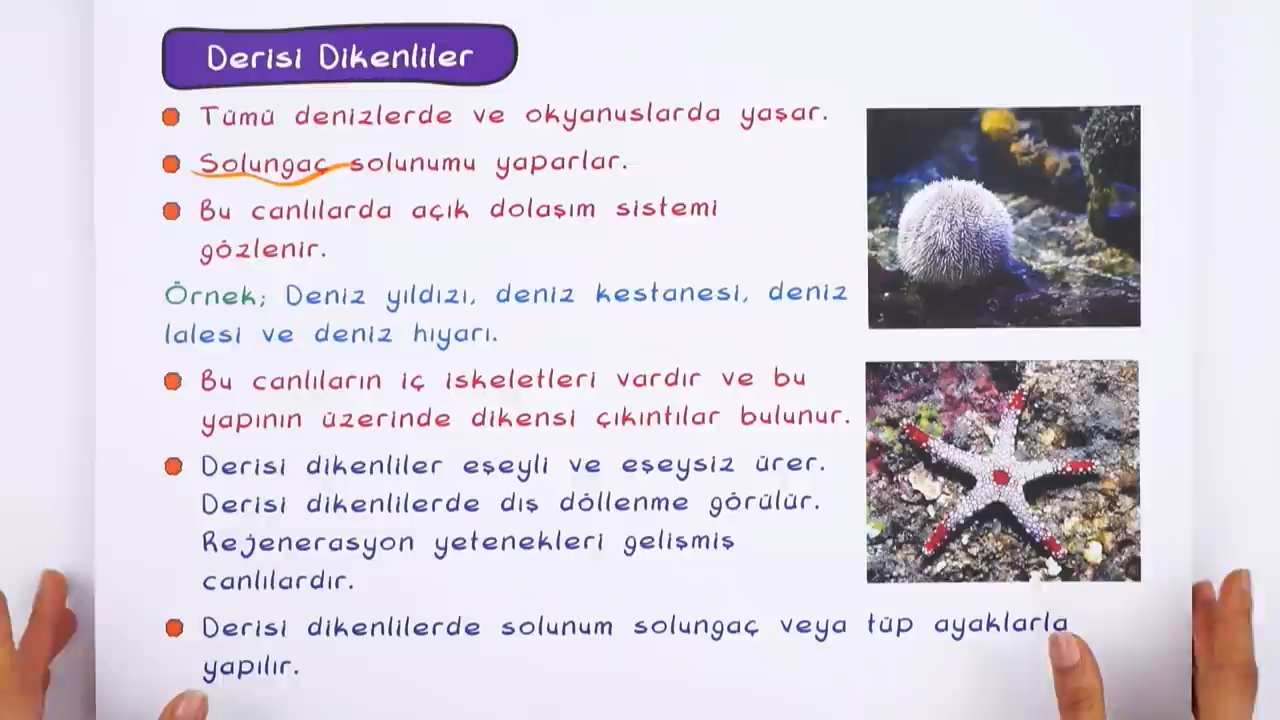 Derisi Dikenliler
Tümü denizlerde ve okyanuslarda yaşar.
Solungaç solunumu yaparlar.
Bu canlılarda açık dolaşım sistemi
gözlenir.
Örnek; Deniz yıldızı, deniz kestanesi, deniz
lalesi ve deniz hıyarı.
Bu canlıların iç iskeletleri vardır ve bu
yapının üzerinde dikensi çıkıntılar bulunur.
Derisi dikenliler eşeyli ve eşeysiz ürer.
Derisi dikenlilerde dış döllenme görülür.
Rejenerasyon yetenekleri gelişmiş
canlılardır.
Derisi dikenlilerde solunum solungaç veya tüp ayaklarla
yapılır.